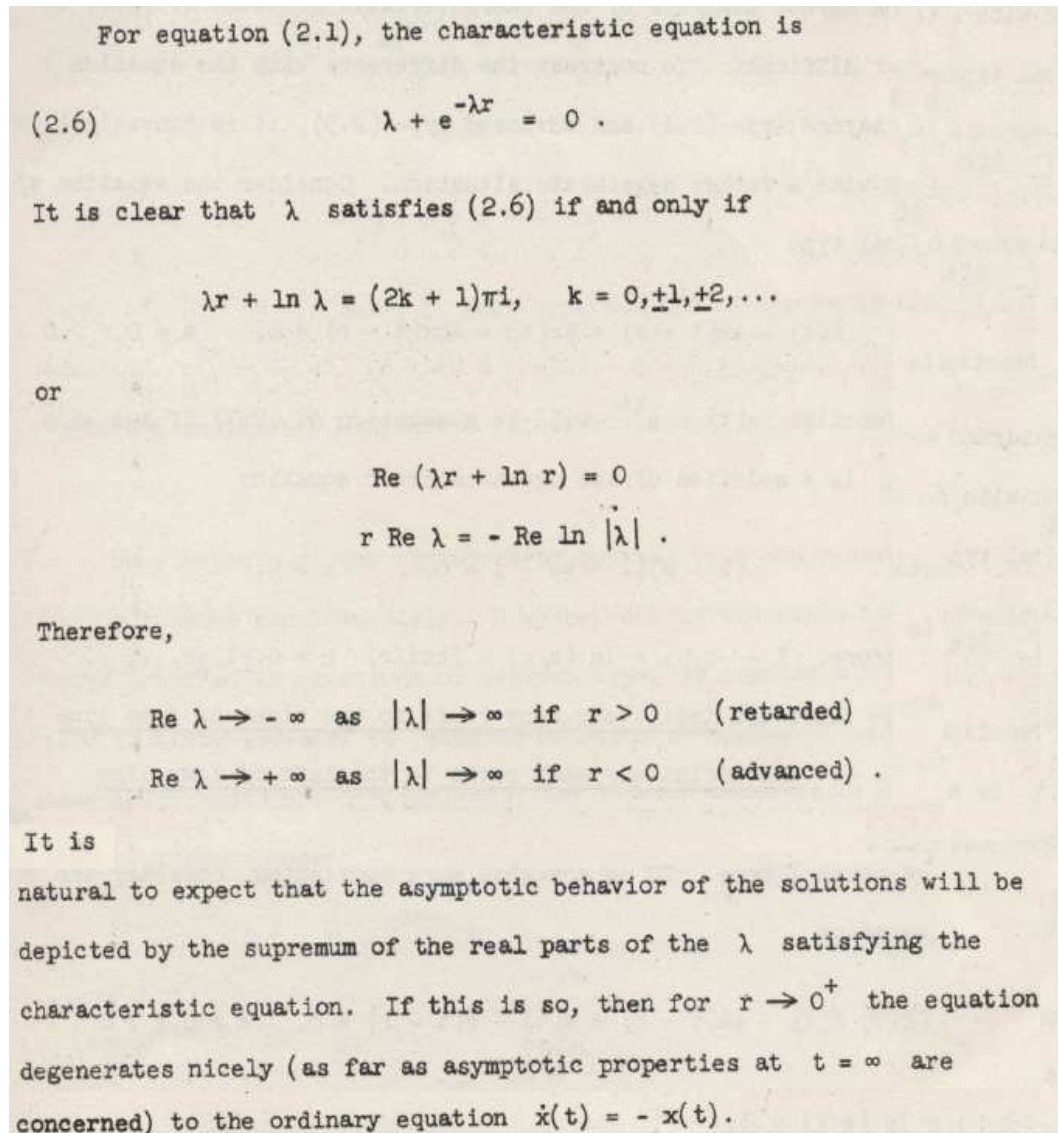 For equation (2.1), the characteristic equation is
(2.6) λ + e^{-λr} = 0
It is clear that λ satisfies (2.6) if and only if
λr + ln λ = (2k + 1)πi, k = 0,±1,±2,...
or
Re (λr + ln r) = 0
r Re λ = - Re ln |λ| .
Therefore,
Re λ → - ∞ as |λ| → ∞ if r > 0 (retarded)
Re λ → + ∞ as |λ| → ∞ if r < 0 (advanced) .
It is
natural to expect that the asymptotic behavior of the solutions will be
depicted by the supremum of the real parts of the λ satisfying the
characteristic equation. If this is so, then for r → 0⁺ the equation
degenerates nicely (as far as asymptotic properties at t = ∞ are
concerned) to the ordinary equation ẋ(t) = - x(t).